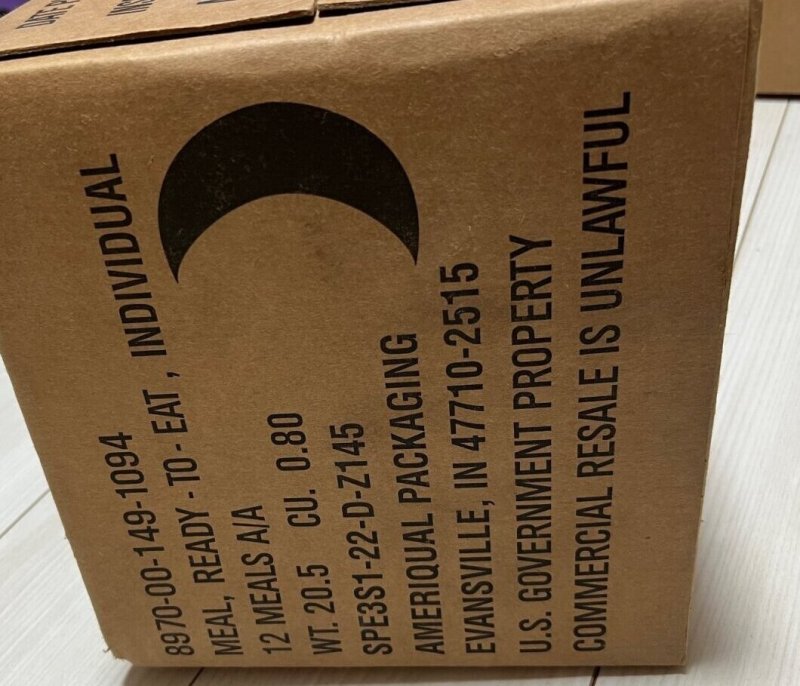 8970-00-149-1094
MEAL, READY-TO-EAT, INDIVIDUAL
12 MEALS A/A
WT. 20.5 CU. 0.80
SPE3S1-22-D-Z145
AMERIQUAL PACKAGING
EVANSVILLE, IN 47710-2515
U.S. GOVERNMENT PROPERTY
COMMERCIAL RESALE IS UNLAWFUL